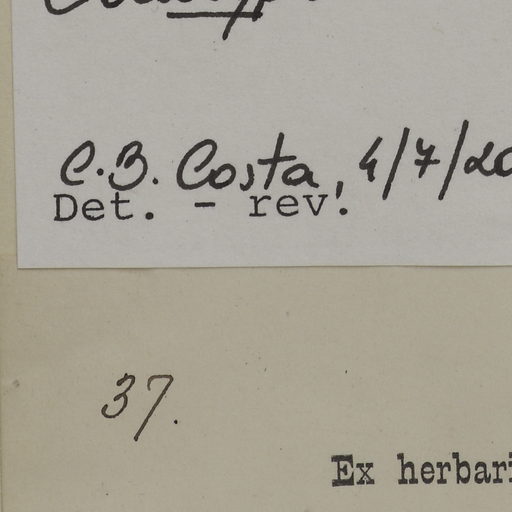 C.B. Costa, 4/7/20
Det. - rev.
37.
Ex herbari